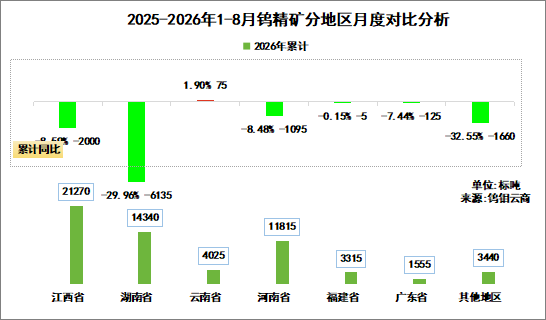 2025-2026年1-8月钨精矿分地区月度对比分析
2026年累计
1.90% 75
-2000
-8.48% -1095
-0.15% -5
-7.44% -125
-32.55% -1660
累计同比
-29.96% -6135
单位:标吨
来源:钨钼云商
21270
14340
4025
11815
3315
1555
3440
江西省
湖南省
云南省
河南省
福建省
广东省
其他地区